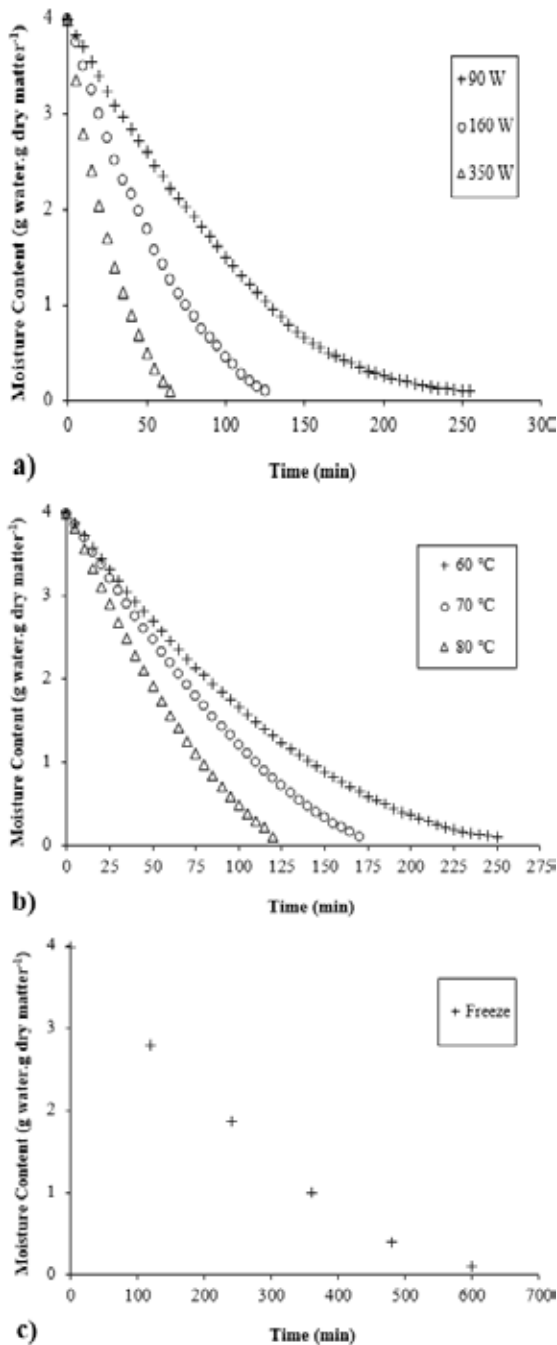 Moisture Content (g water.g dry matter-1)
4
3
2
1
0
+ 90 W
○ 160 W
△ 350 W
0 50 100 150 200 250 300
Time (min)
a)
Moisture Content (g water.g dry matter-1)
4
3
2
1
0
+ 60 °C
○ 70 °C
△ 80 °C
0 25 50 75 100 125 150 175 200 225 250 275
Time (min)
b)
Moisture Content (g water.g dry matter-1)
4
3
2
1
0
+ Freeze
0 100 200 300 400 500 600 700
Time (min)
c)